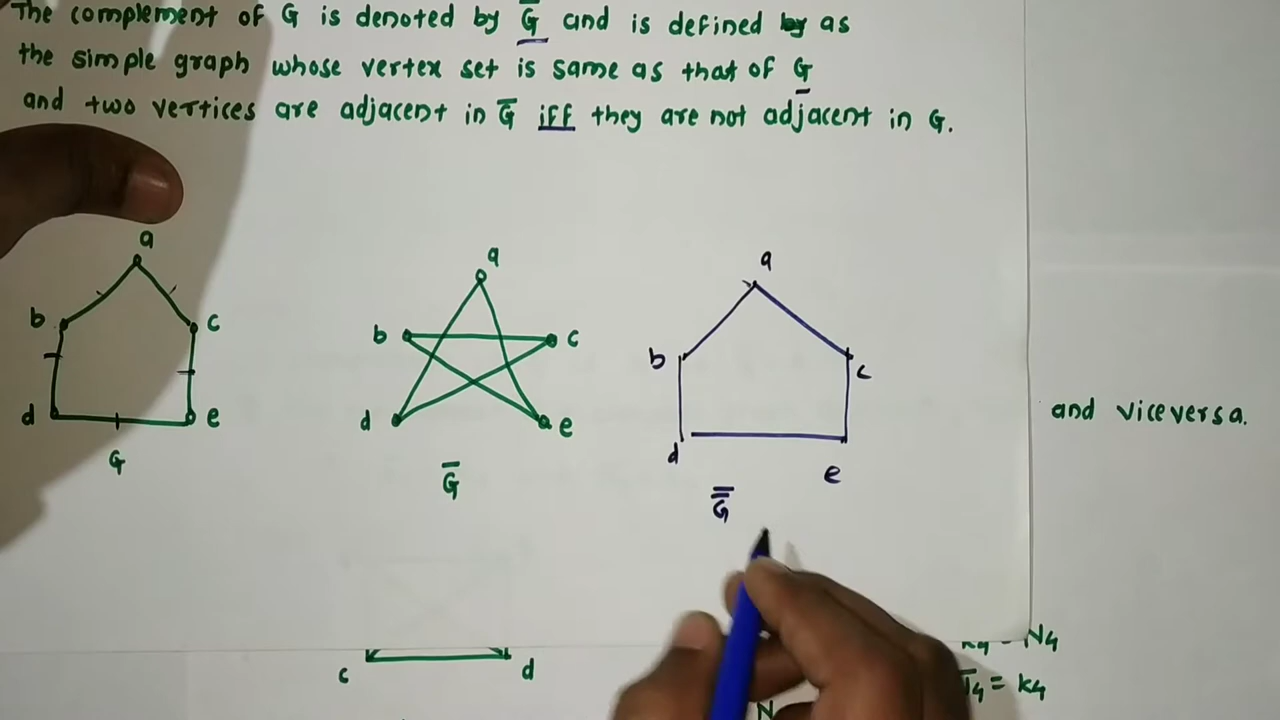 The complement of G is denoted by G̅ and is defined by as
the simple graph whose vertex set is same as that of G
and two vertices are adjacent in G̅ iff they are not adjacent in G.
a
b
c
d
e
G
a
b
c
d
e
G̅
a
b
c
d
e
G̿
and viceversa.
c
d
N4
= K4
N